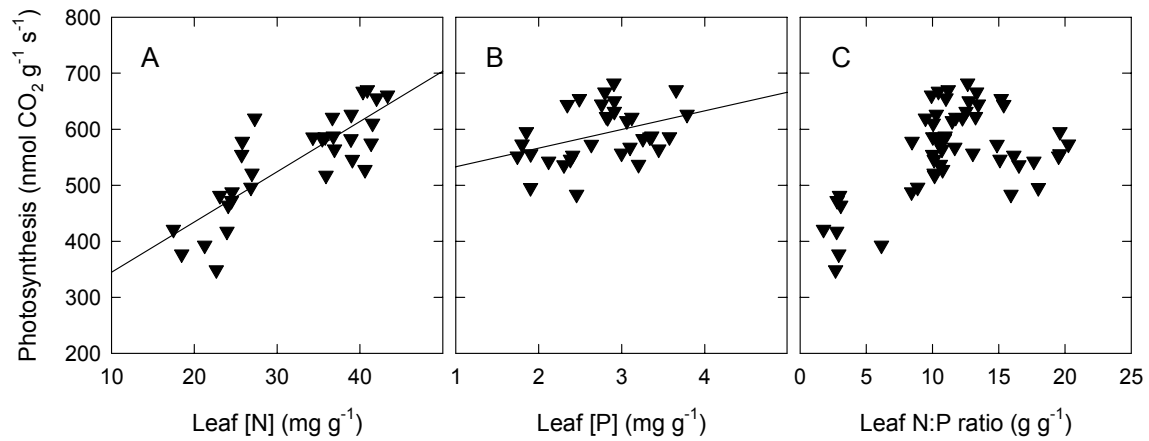 800
700
600
500
400
300
200
Photosynthesis (nmol CO₂ g⁻¹ s⁻¹)
A
B
C
10 20 30 40
1 2 3 4
0 5 10 15 20 25
Leaf [N] (mg g⁻¹)
Leaf [P] (mg g⁻¹)
Leaf N:P ratio (g g⁻¹)